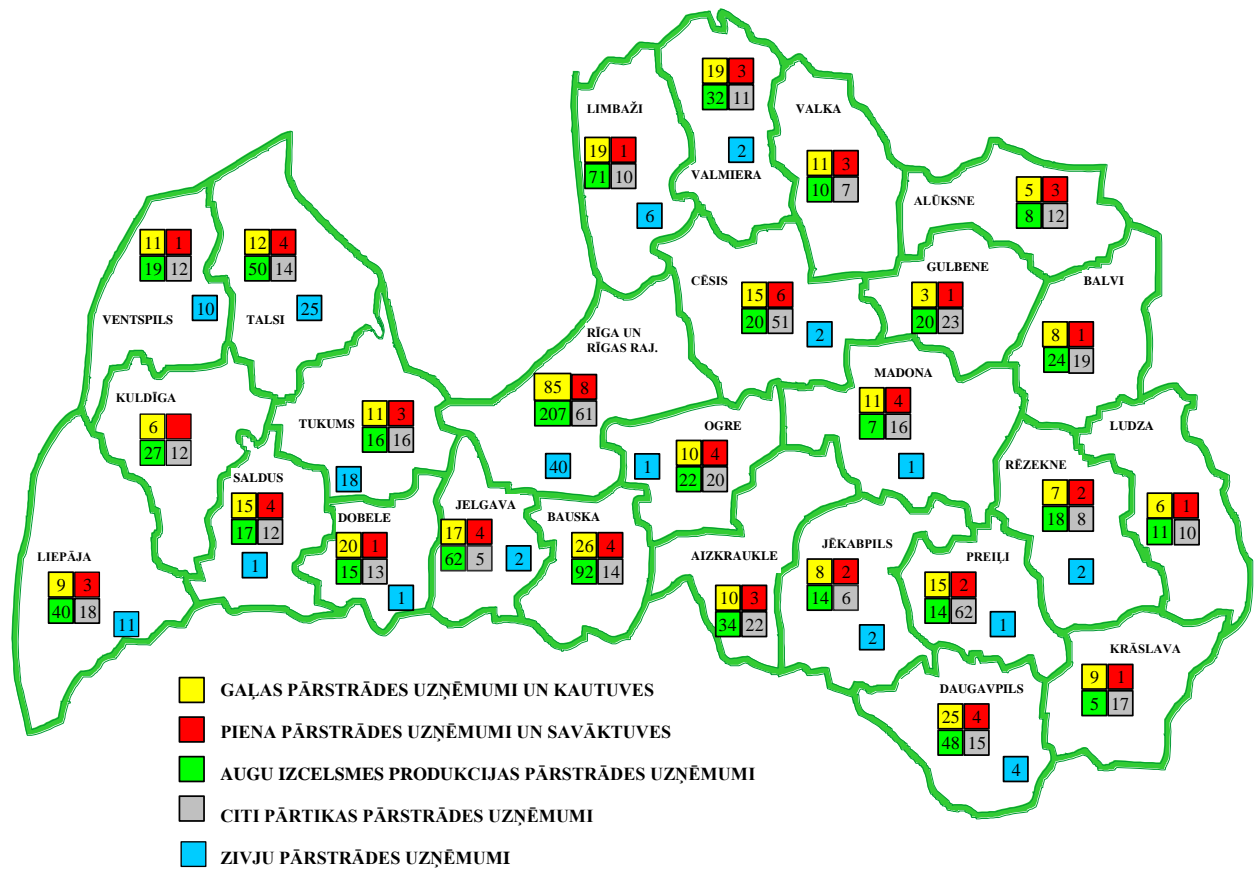 19 3
32 11
2
VALMIERA
LIMBAŽI
19 1
71 10
6
VALKA
11 3
10 7
ALŪKSNE
5 3
8 12
VENTSPILS
11 1
19 12
10
TALSI
12 4
50 14
25
CĒSIS
15 6
20 51
2
GULBENE
3 1
20 23
BALVI
8 1
24 19
RĪGA UN
RĪGAS RAJ.
85 8
207 61
40
MADONA
11 4
7 16
1
KULDĪGA
6
27 12
TUKUMS
11 3
16 16
18
OGRE
10 4
22 20
1
LUDZA
6 1
11 10
RĒZEKNE
7 2
18 8
2
SALDUS
15 4
17 12
1
DOBELE
20 1
15 13
1
JELGAVA
17 4
62 5
2
BAUSKA
26 4
92 14
LIEPĀJA
9 3
40 18
11
AIZKRAUKLE
10 3
34 22
JĒKABPILS
8 2
14 6
2
PREIĻI
15 2
14 62
1
KRĀSLAVA
9 1
5 17
DAUGAVPILS
25 4
48 15
4
GAĻAS PĀRSTRĀDES UZŅĒMUMI UN KAUTUVES
PIENA PĀRSTRĀDES UZŅĒMUMI UN SAVĀKTUVES
AUGU IZCELSMES PRODUKCIJAS PĀRSTRĀDES UZŅĒMUMI
CITI PĀRTIKAS PĀRSTRĀDES UZŅĒMUMI
ZIVJU PĀRSTRĀDES UZŅĒMUMI